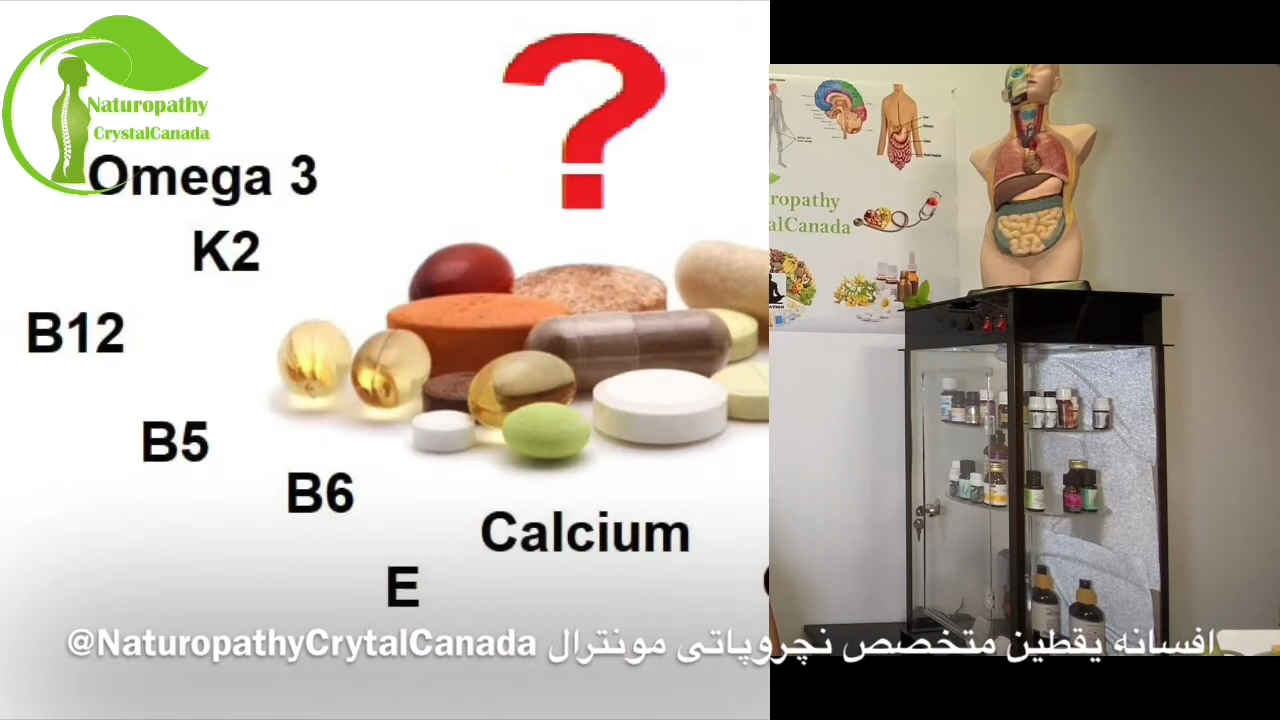 Naturopathy
CrystalCanada
Omega 3
K2
B12
B5
B6
Calcium
E
?
ropathy
alCanada
افسانه یقطین متخصص نچروپاتی مونترال @NaturopathyCrytalCanada